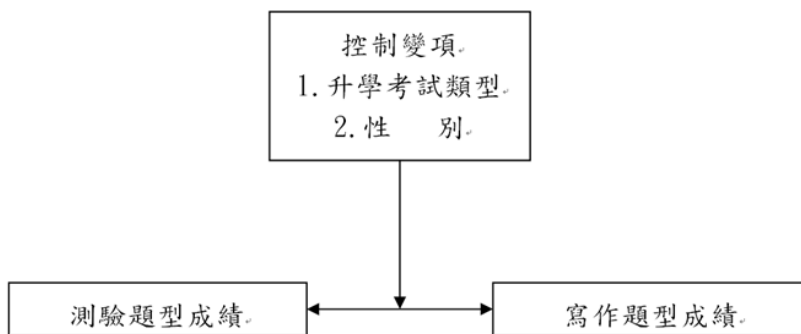 控制變項
1.升學考試類型
2.性 別
測驗題型成績
寫作題型成績